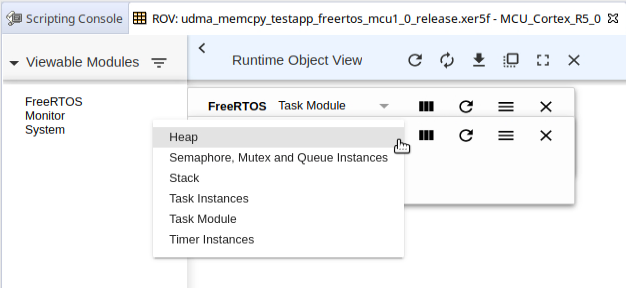 Scripting Console
ROV: udma_memcpy_testapp_freertos_mcu1_0_release.xer5f - MCU_Cortex_R5_0
Viewable Modules
Runtime Object View
FreeRTOS
Monitor
System
FreeRTOS Task Module
Heap
Semaphore, Mutex and Queue Instances
Stack
Task Instances
Task Module
Timer Instances